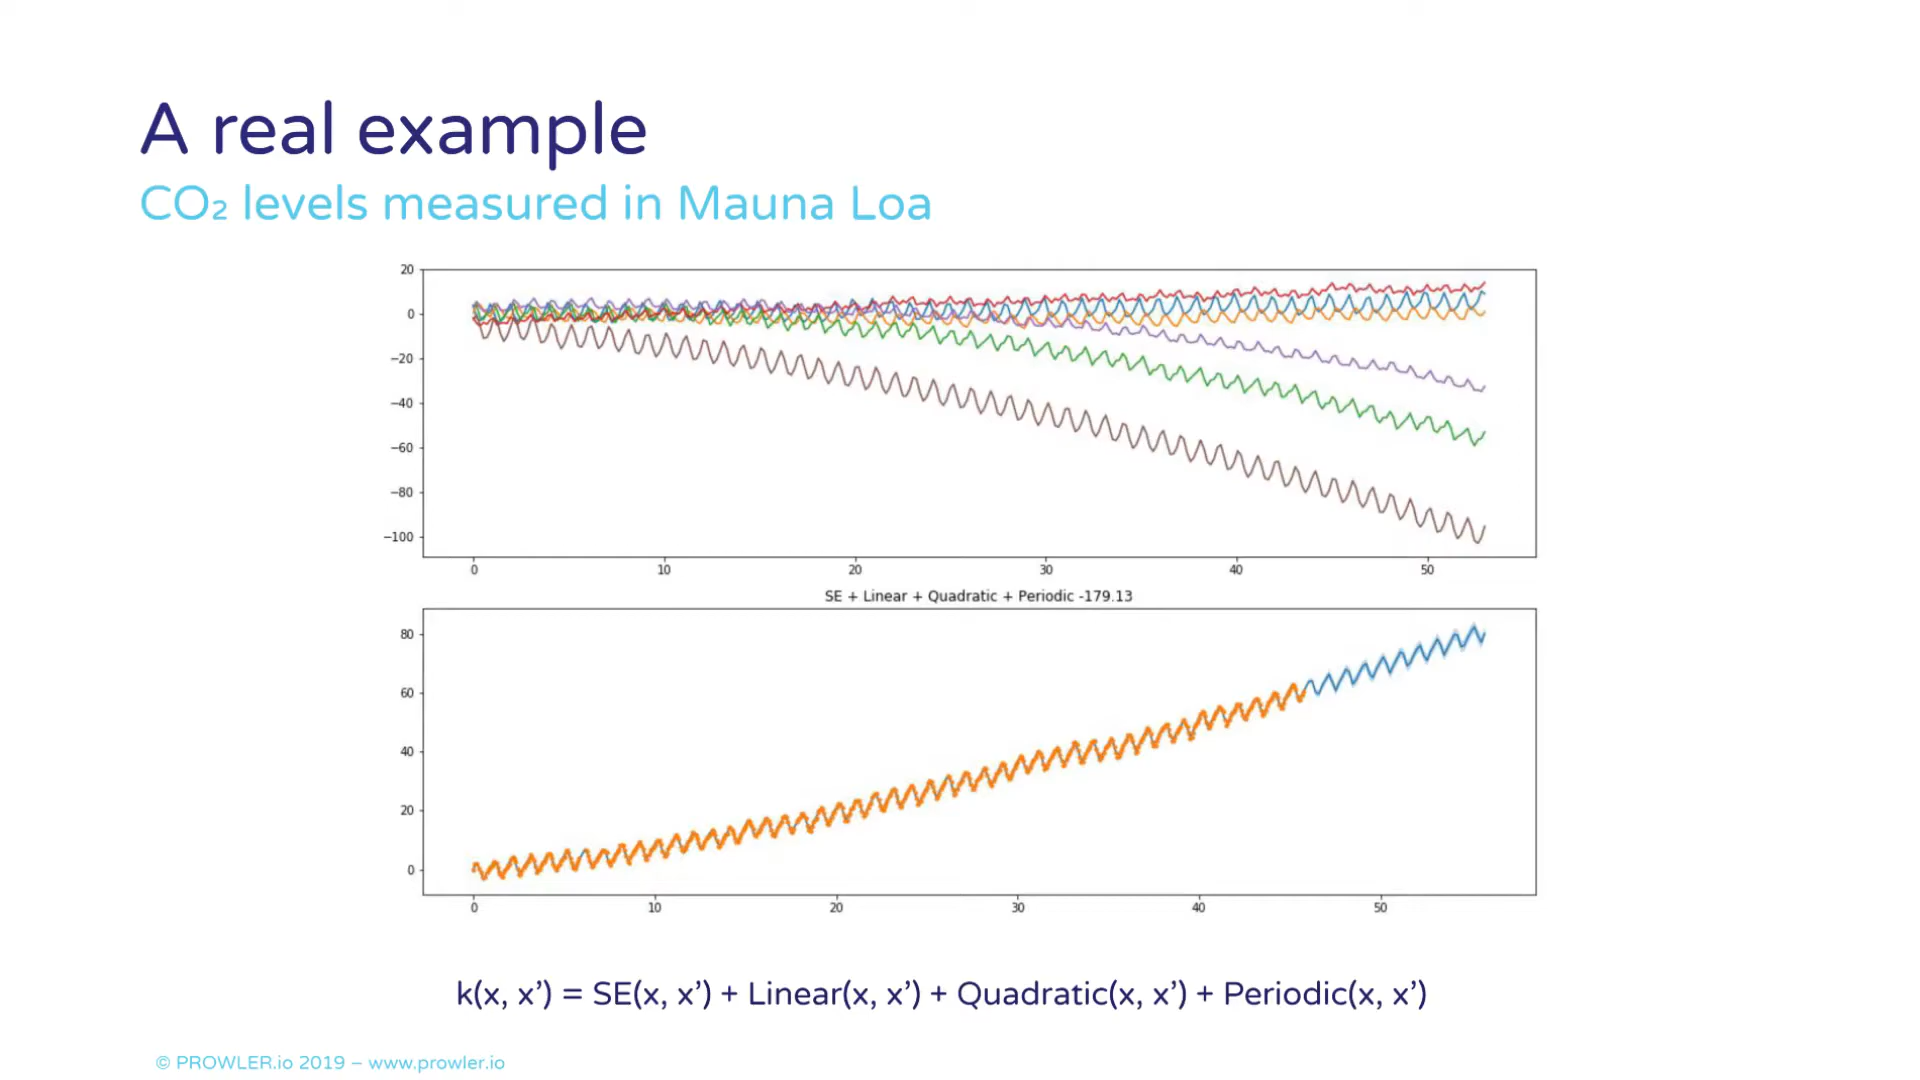 A real example
CO₂ levels measured in Mauna Loa
20
0
−20
−40
−60
−80
−100
0 10 20 30 40 50
SE + Linear + Quadratic + Periodic -179.13
80
60
40
20
0
0 10 20 30 40 50
k(x, x’) = SE(x, x’) + Linear(x, x’) + Quadratic(x, x’) + Periodic(x, x’)
© PROWLER.io 2019 – www.prowler.io